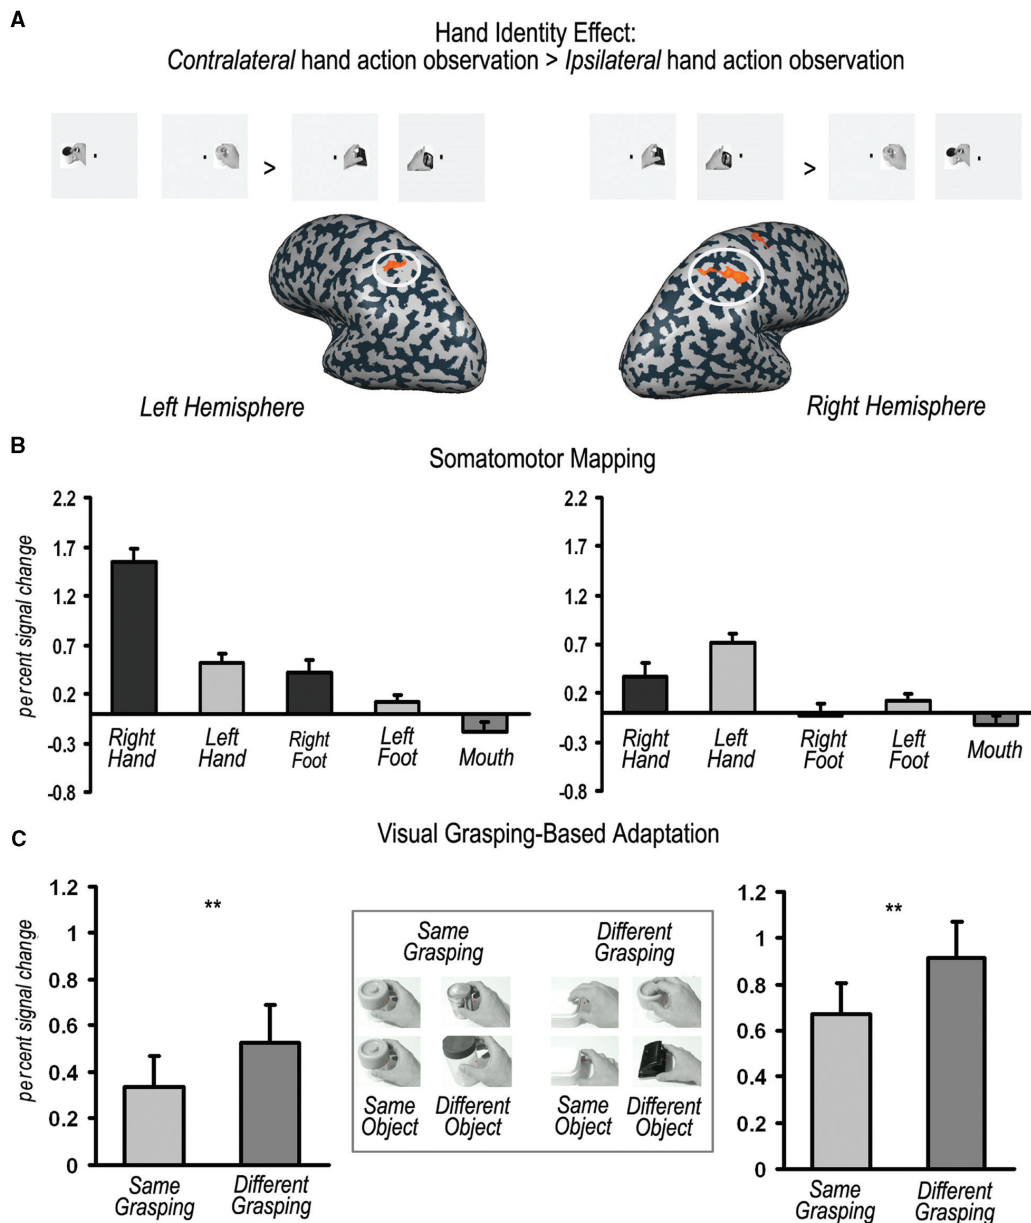 A
Hand Identity Effect:
Contralateral hand action observation > Ipsilateral hand action observation
>
>
Left Hemisphere
Right Hemisphere
B
Somatomotor Mapping
percent signal change
2.2
1.7
1.2
0.7
0.2
-0.3
-0.8
Right Hand
Left Hand
Right Foot
Left Foot
Mouth
2.2
1.7
1.2
0.7
0.2
-0.3
-0.8
Right Hand
Left Hand
Right Foot
Left Foot
Mouth
C
Visual Grasping-Based Adaptation
percent signal change
1.2
1
0.8
0.6
0.4
0.2
0
**
Same Grasping
Different Grasping
Same Grasping
Different Grasping
Same Object
Different Object
Same Object
Different Object
1.2
1
0.8
0.6
0.4
0.2
0
**
Same Grasping
Different Grasping